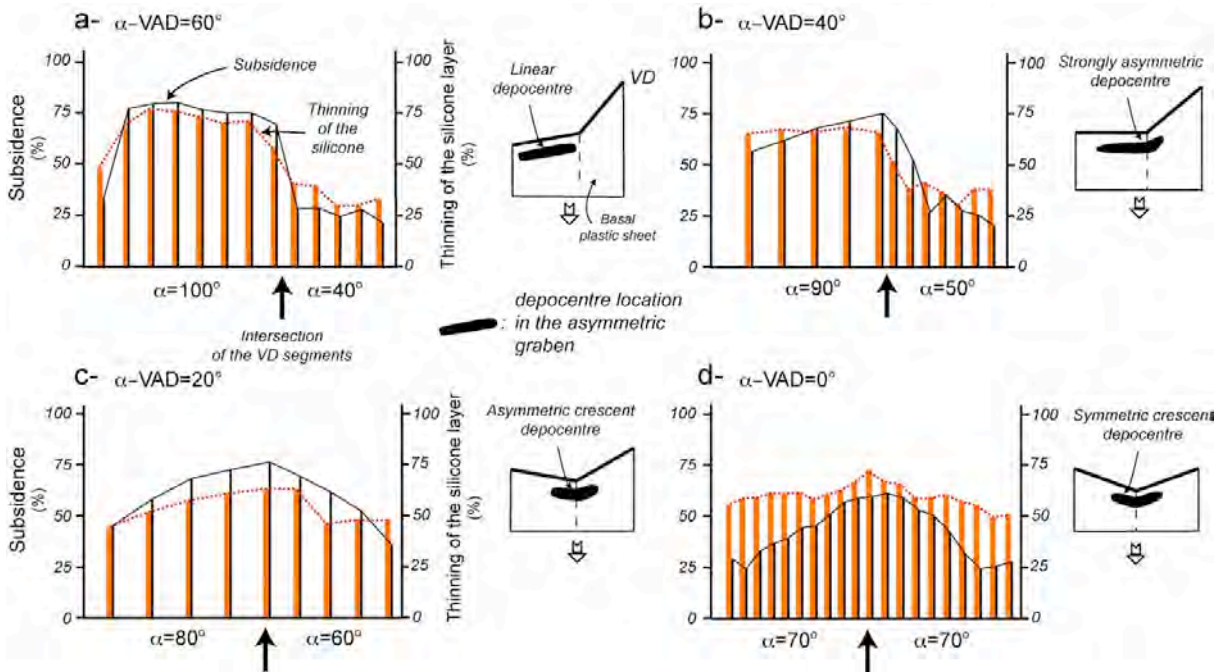 a- α-VAD=60°
100
75
50
25
0
Subsidence
(%)
Subsidence
Thinning
of the
silicone
100
75
50
25
0
Thinning of the silicone layer
(%)
α=100°
α=40°
Intersection
of the VD segments
Linear
depocentre
VD
Basal
plastic sheet
b- α-VAD=40°
100
75
50
25
0
100
75
50
25
0
α=90°
α=50°
Strongly asymmetric
depocentre
: depocentre location
in the asymmetric
graben
c- α-VAD=20°
100
75
50
25
0
Subsidence
(%)
100
75
50
25
0
Thinning of the silicone layer
(%)
α=80°
α=60°
Asymmetric crescent
depocentre
d- α-VAD=0°
100
75
50
25
0
100
75
50
25
0
α=70°
α=70°
Symmetric crescent
depocentre